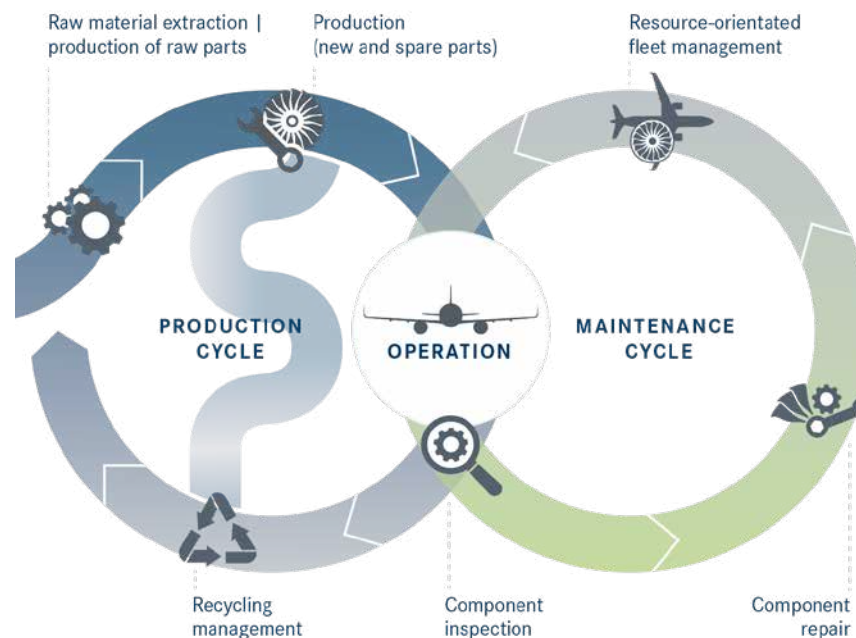 Raw material extraction |
production of raw parts
Production
(new and spare parts)
Resource-orientated
fleet management
PRODUCTION
CYCLE
OPERATION
MAINTENANCE
CYCLE
Recycling
management
Component
inspection
Component
repair